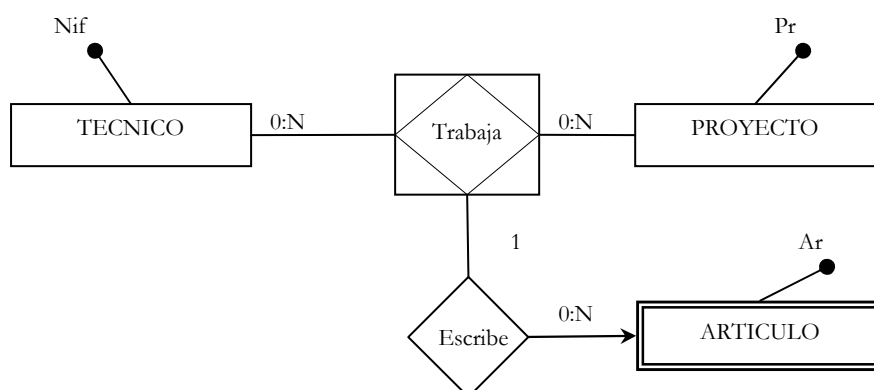 Nif
Pr
TECNICO
0:N
Trabaja
0:N
PROYECTO
1
Ar
Escribe
0:N
ARTICULO